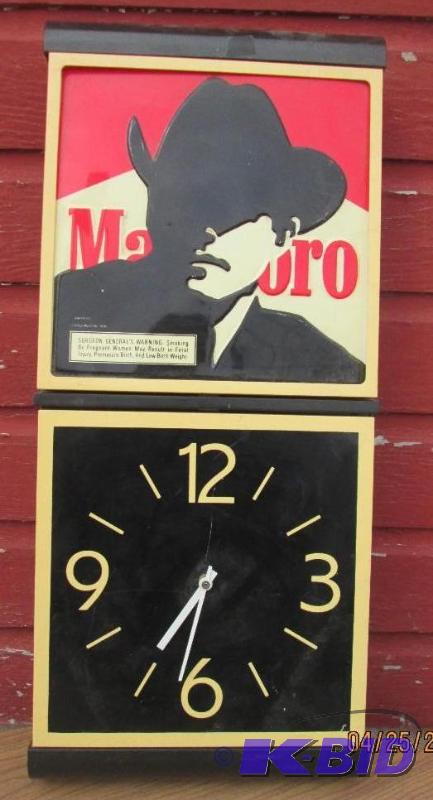 Ma oro
SURGEON GENERAL'S WARNING: Smoking
By Pregnant Women May Result in Fetal
Injury, Premature Birth, And Low Birth Weight.
12
9 3
6
04/25/2
K-BID